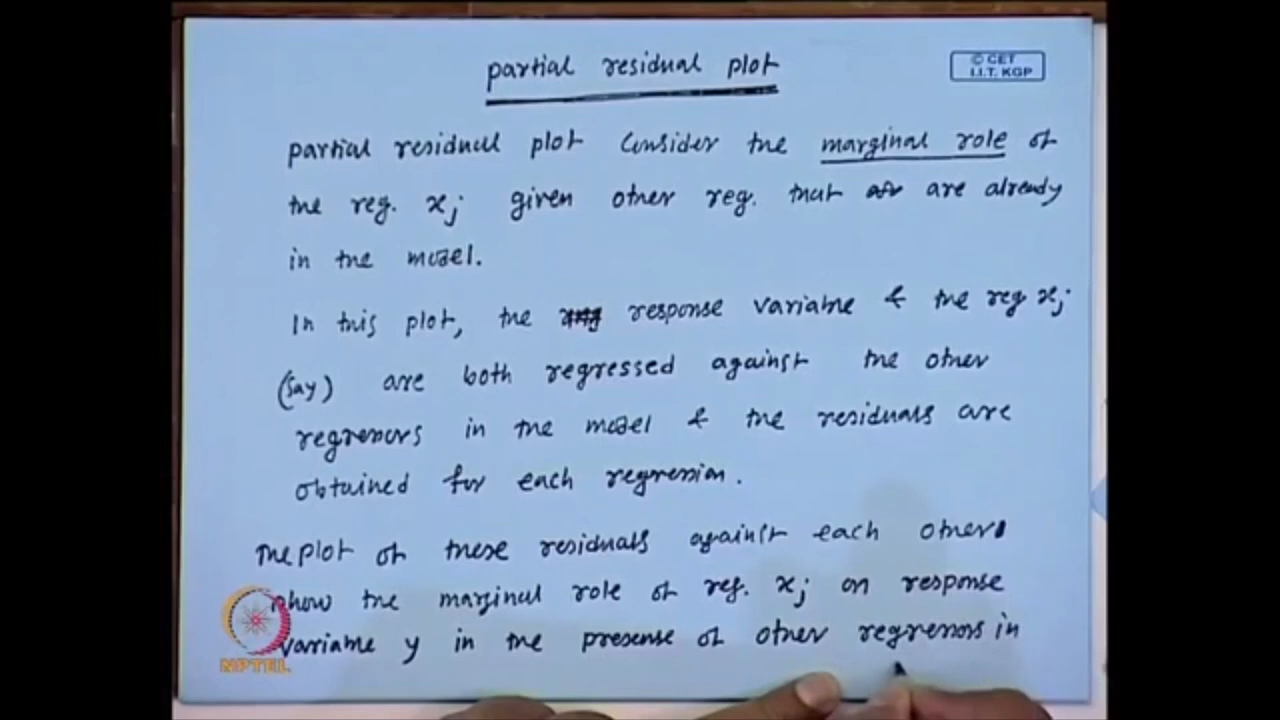 partial residual plot
© CET
I.I.T. KGP
partial residual plot Consider the marginal role of
the reg. xj given other reg. that are already
in the model.
In this plot, the response variable & the reg xj
(Say) are both regressed against the other
regressors in the model & the residuals are
obtained for each regression.
The plot of these residuals against each other
show the marginal role of reg. xj on response
variable y in the presense of other regressors in
NPTEL